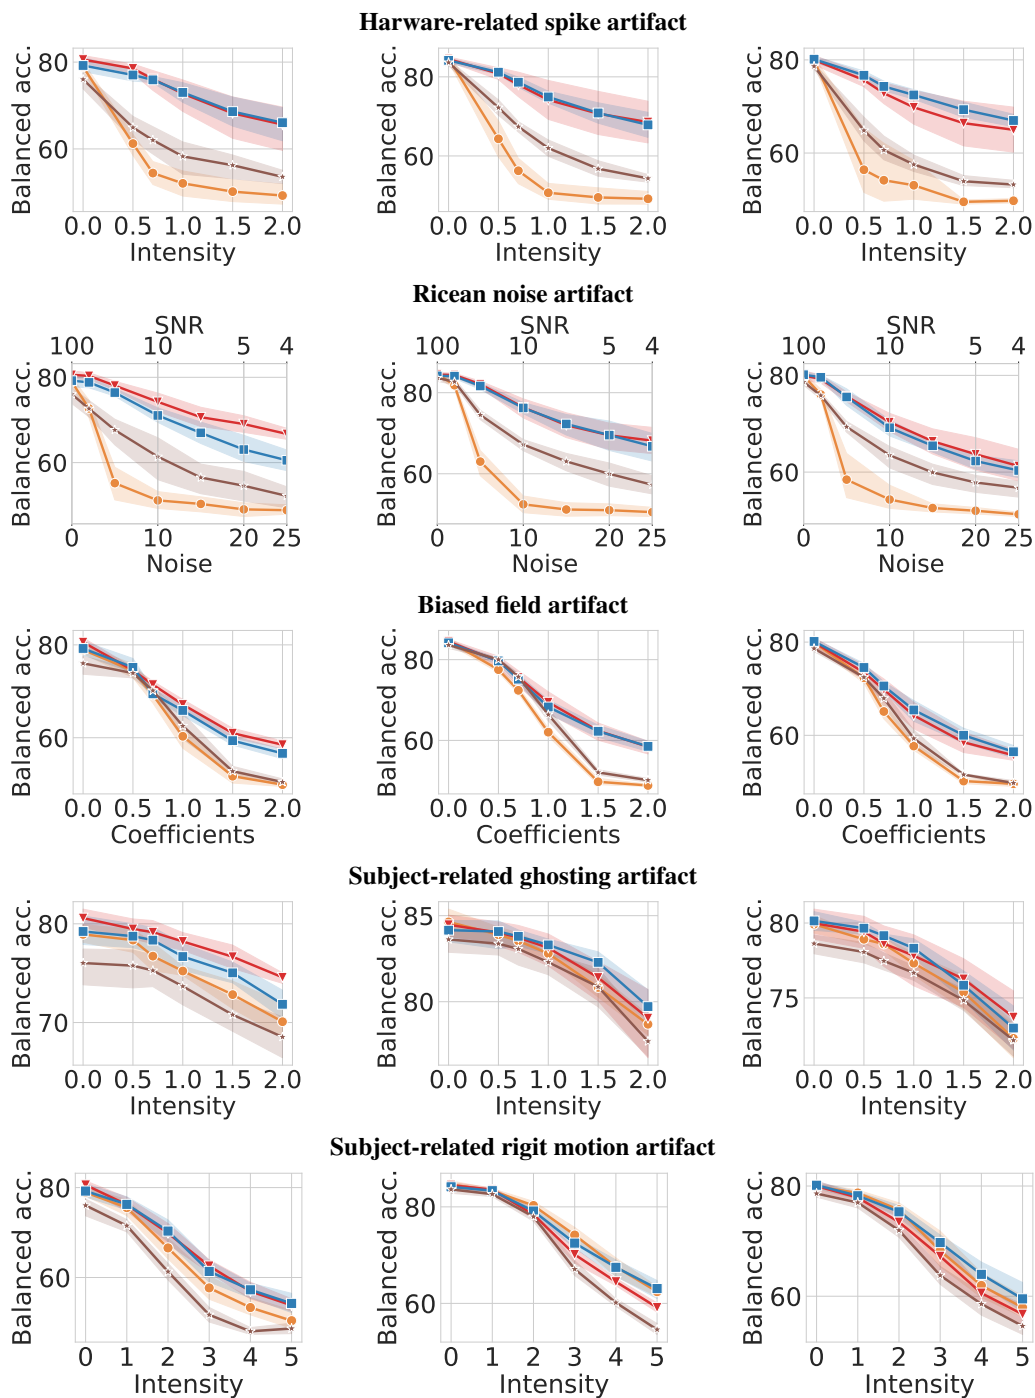 Harware-related spike artifact
Balanced acc. Balanced acc. Balanced acc.
80 80 80
60 60 60
0.0 0.5 1.0 1.5 2.0 0.0 0.5 1.0 1.5 2.0 0.0 0.5 1.0 1.5 2.0
Intensity Intensity Intensity
Ricean noise artifact
SNR SNR SNR
100 10 5 4 100 10 5 4 100 10 5 4
Balanced acc. Balanced acc. Balanced acc.
80 80 80
60 60 60
0 10 20 25 0 10 20 25 0 10 20 25
Noise Noise Noise
Biased field artifact
Balanced acc. Balanced acc. Balanced acc.
80 80 80
60 60 60
0.0 0.5 1.0 1.5 2.0 0.0 0.5 1.0 1.5 2.0 0.0 0.5 1.0 1.5 2.0
Coefficients Coefficients Coefficients
Subject-related ghosting artifact
Balanced acc. Balanced acc. Balanced acc.
80 85 80
70 80 75
0.0 0.5 1.0 1.5 2.0 0.0 0.5 1.0 1.5 2.0 0.0 0.5 1.0 1.5 2.0
Intensity Intensity Intensity
Subject-related rigit motion artifact
Balanced acc. Balanced acc. Balanced acc.
80 80 80
60 60 60
0 1 2 3 4 5 0 1 2 3 4 5 0 1 2 3 4 5
Intensity Intensity Intensity